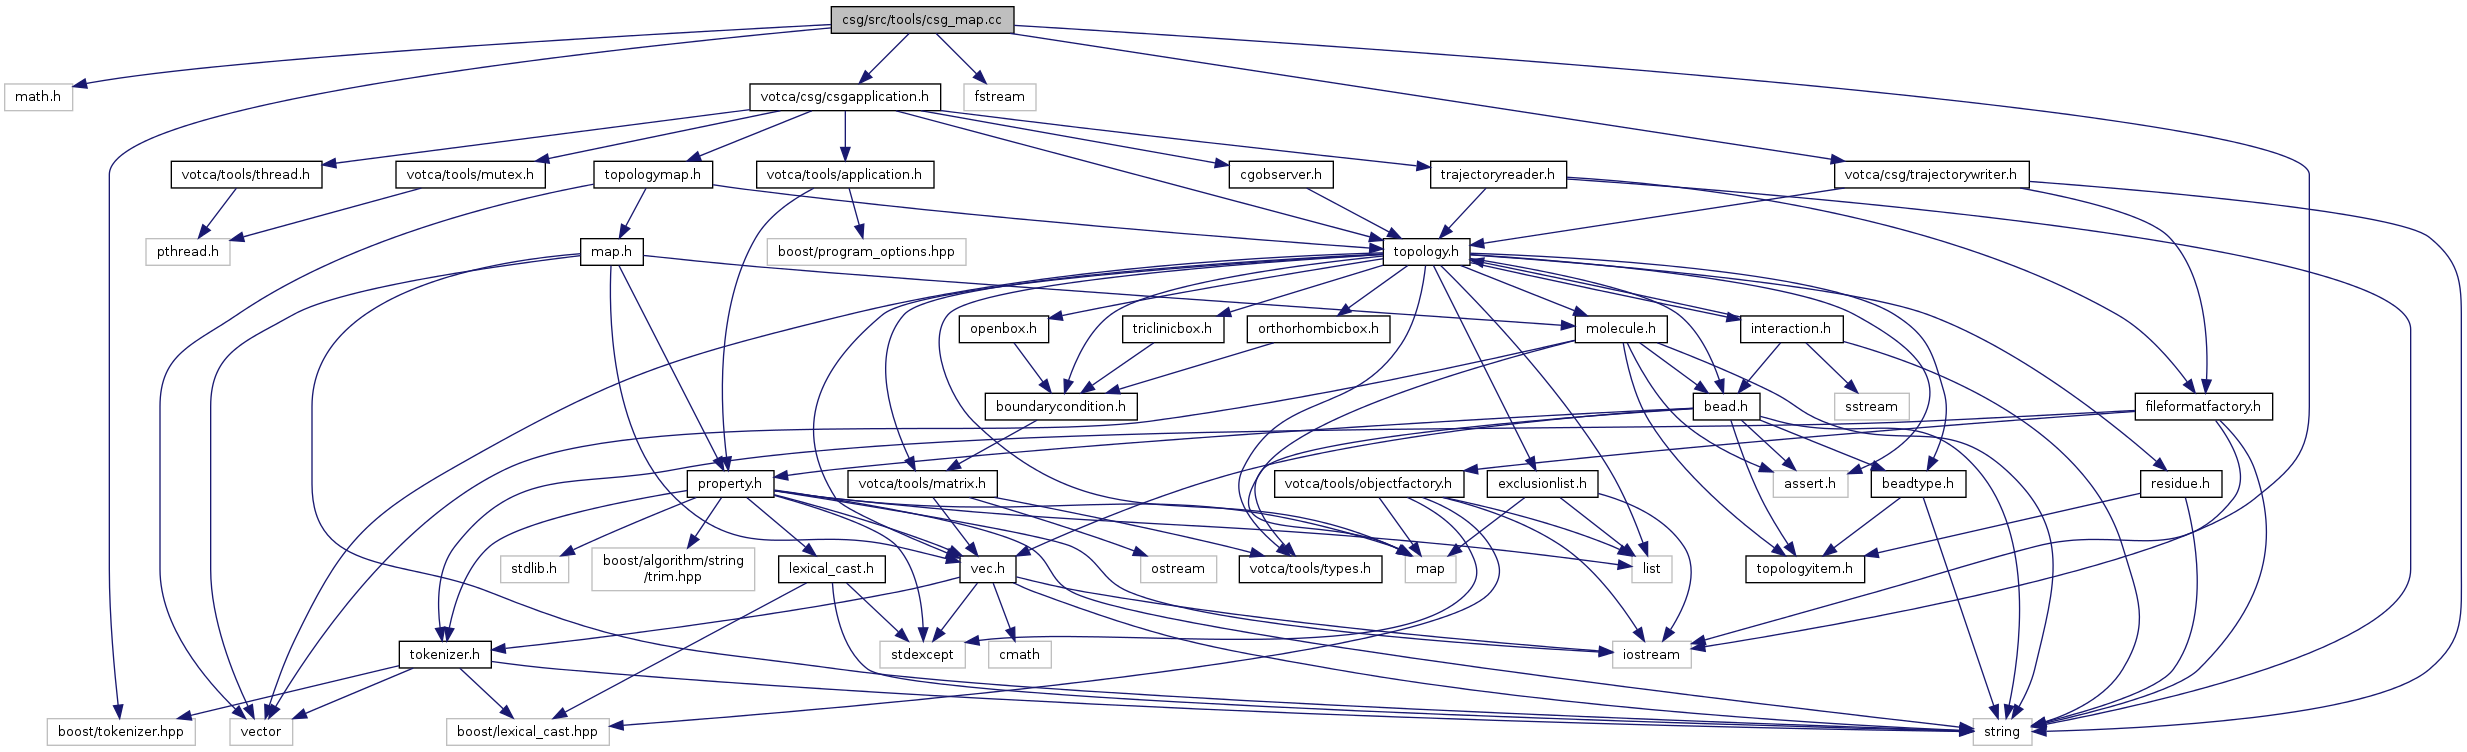 csg/src/tools/csg_map.cc
math.h
votca/csg/csgapplication.h
fstream
votca/tools/thread.h
votca/tools/mutex.h
topologymap.h
votca/tools/application.h
cgobserver.h
trajectoryreader.h
votca/csg/trajectorywriter.h
pthread.h
map.h
boost/program_options.hpp
topology.h
openbox.h
triclinicbox.h
orthorhombicbox.h
molecule.h
interaction.h
boundarycondition.h
bead.h
sstream
fileformatfactory.h
property.h
votca/tools/matrix.h
votca/tools/objectfactory.h
exclusionlist.h
assert.h
beadtype.h
residue.h
stdlib.h
boost/algorithm/string
/trim.hpp
lexical_cast.h
vec.h
ostream
votca/tools/types.h
map
list
topologyitem.h
tokenizer.h
stdexcept
cmath
iostream
boost/tokenizer.hpp
vector
boost/lexical_cast.hpp
string